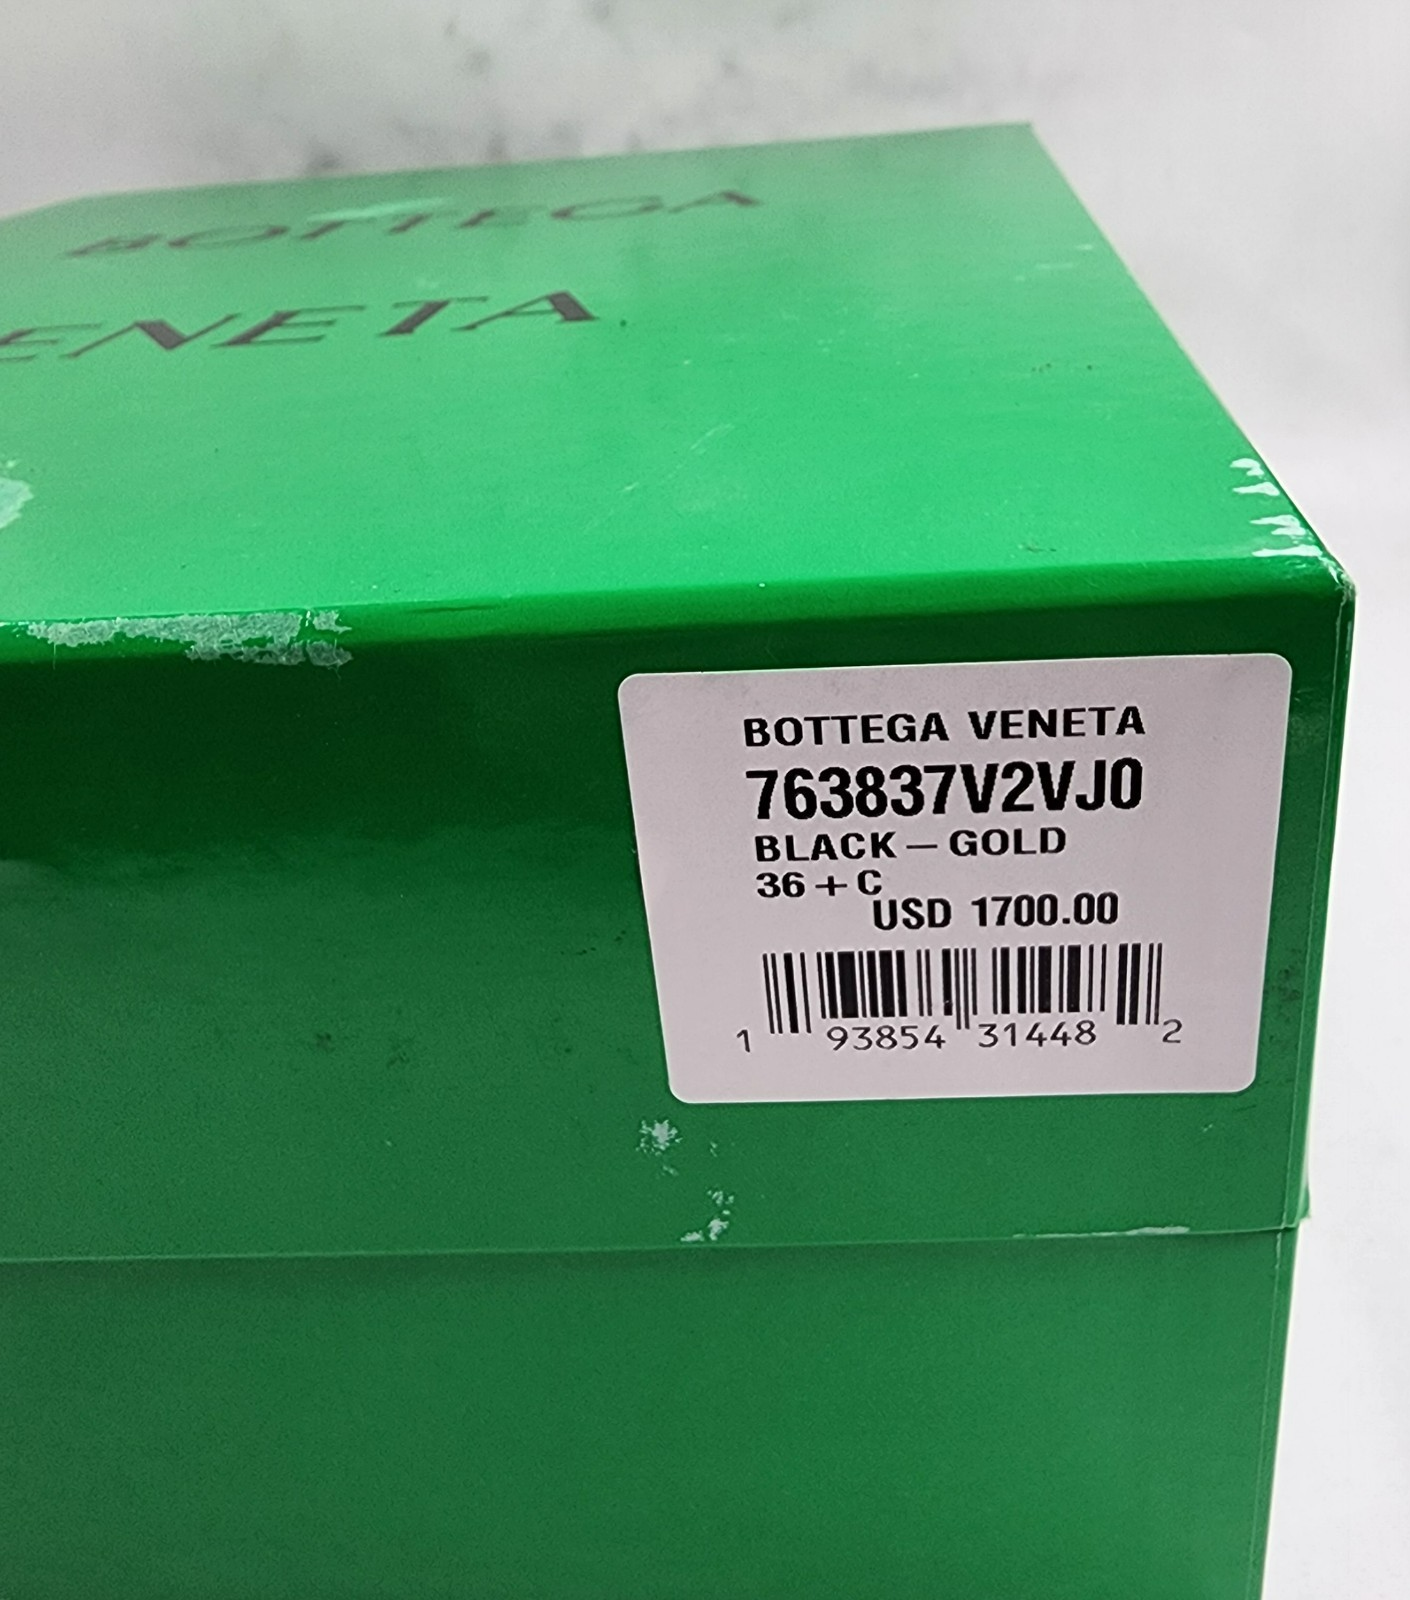 BOTTEGA
VENETA
BOTTEGA VENETA
763837V2VJ0
BLACK — GOLD
36 + C
USD 1700.00
1 93854 31448 2